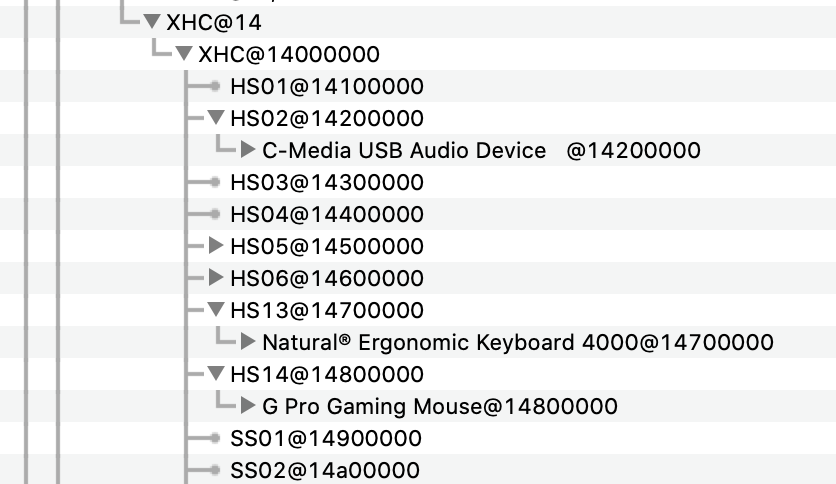 XHC@14
XHC@14000000
HS01@14100000
HS02@14200000
C-Media USB Audio Device   @14200000
HS03@14300000
HS04@14400000
HS05@14500000
HS06@14600000
HS13@14700000
Natural® Ergonomic Keyboard 4000@14700000
HS14@14800000
G Pro Gaming Mouse@14800000
SS01@14900000
SS02@14a00000